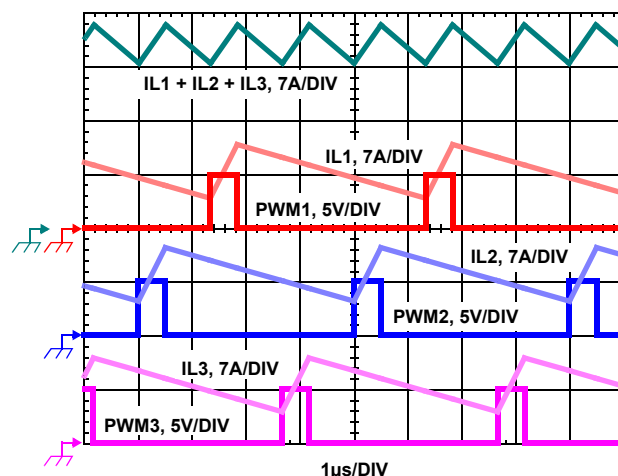 IL1 + IL2 + IL3, 7A/DIV
IL1, 7A/DIV
PWM1, 5V/DIV
IL2, 7A/DIV
PWM2, 5V/DIV
IL3, 7A/DIV
PWM3, 5V/DIV
1µs/DIV